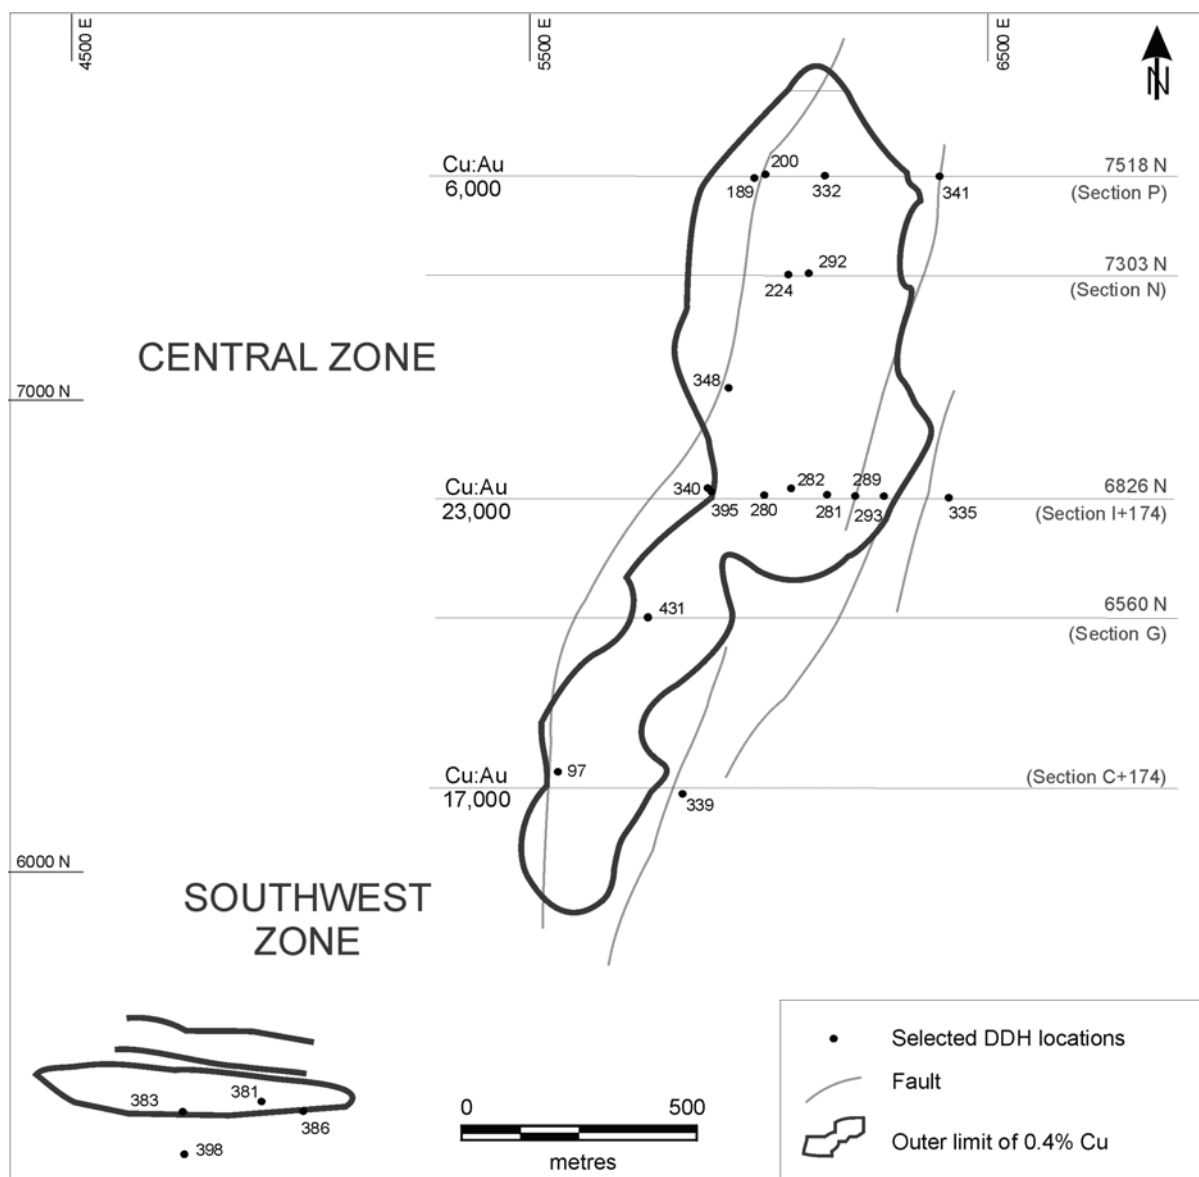 4500 E
5500 E
6500 E
N
Cu:Au
6,000
200
189
332
341
7518 N
(Section P)
292
224
7303 N
(Section N)
CENTRAL ZONE
348
7000 N
Cu:Au
23,000
340
395
280
282
281
289
293
335
6826 N
(Section I+174)
431
6560 N
(Section G)
Cu:Au
17,000
97
339
(Section C+174)
6000 N
SOUTHWEST
ZONE
383
381
386
398
0
500
metres
Selected DDH locations
Fault
Outer limit of 0.4% Cu